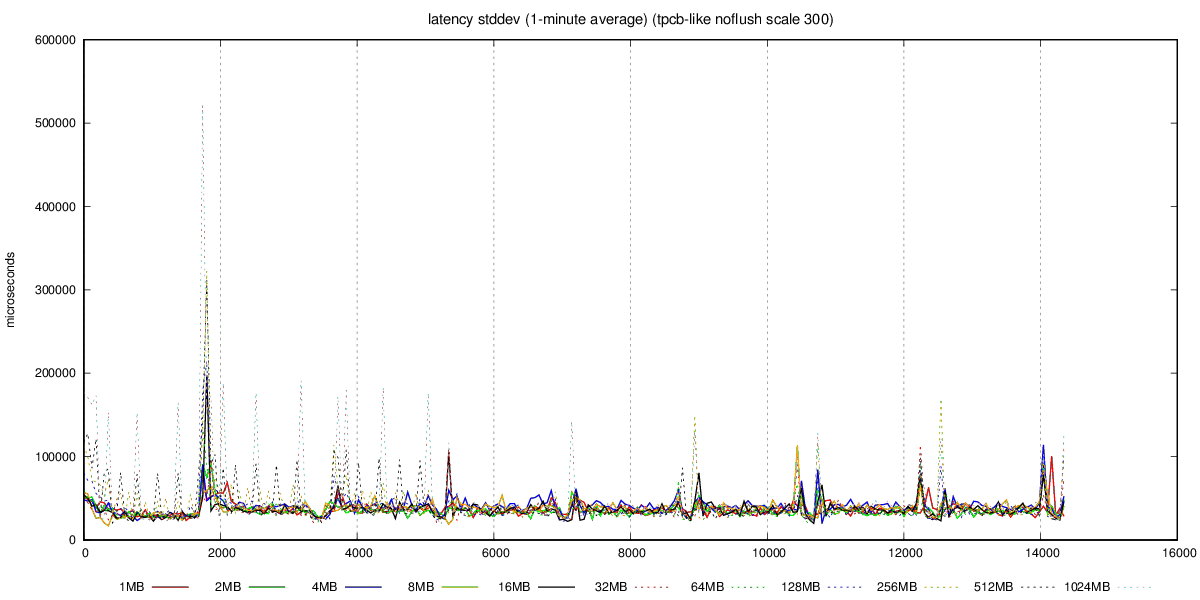 latency stddev (1-minute average) (tpcb-like noflush scale 300)
600000
500000
400000
300000
200000
100000
0
microseconds
0 2000 4000 6000 8000 10000 12000 14000 16000
1MB 2MB 4MB 8MB 16MB 32MB 64MB 128MB 256MB 512MB 1024MB